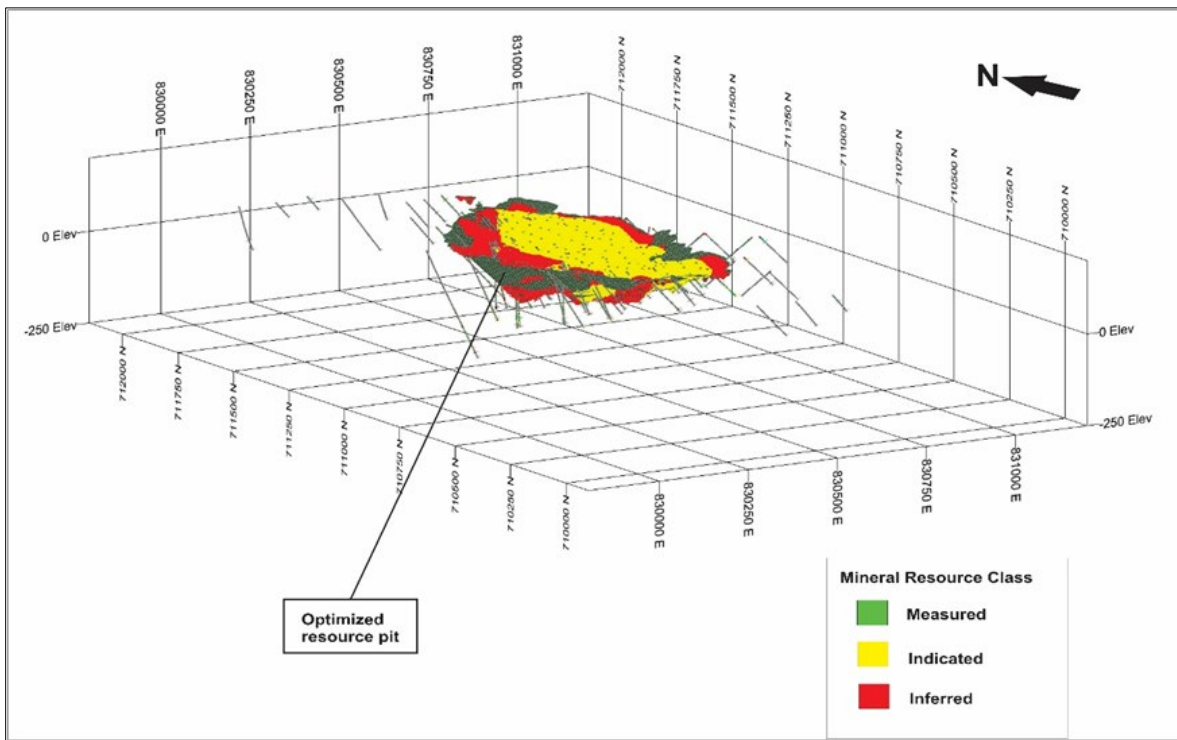 830000 E
830250 E
830500 E
830750 E
831000 E
712000 N
711750 N
711500 N
711250 N
711000 N
710750 N
710500 N
710250 N
710000 N
N
0 Elev
-250 Elev
0 Elev
-250 Elev
712000 N
711750 N
711500 N
711250 N
711000 N
710750 N
710500 N
710250 N
710000 N
830000 E
830250 E
830500 E
830750 E
831000 E
Optimized
resource pit
Mineral Resource Class
Measured
Indicated
Inferred